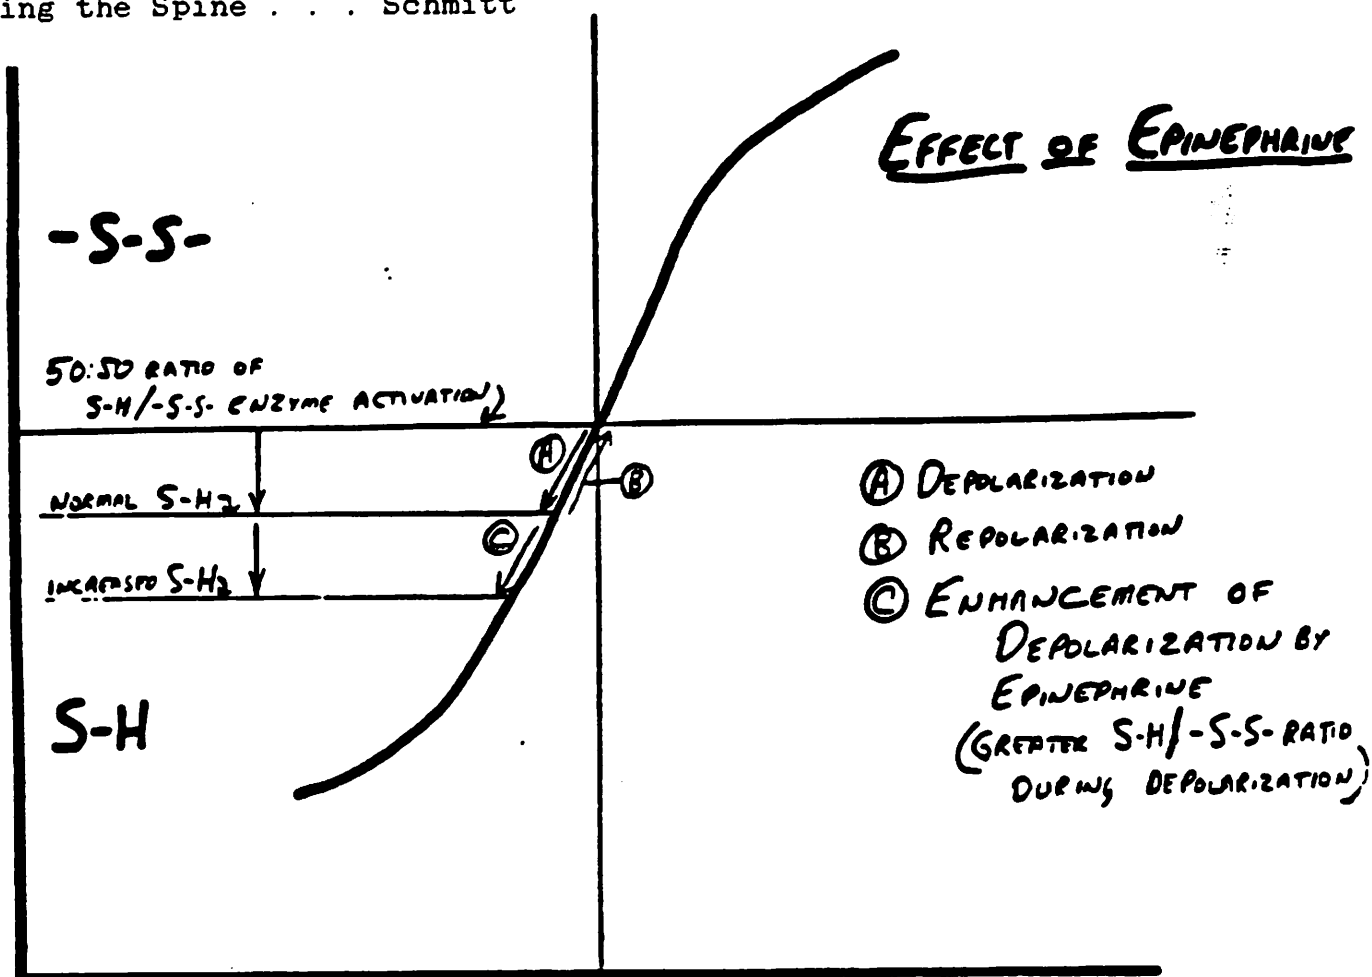 ing the Spine . . . Schmitt
EFFECT OF EPINEPHRINE
-S-S-
50:50 RATIO OF
S-H/-S-S- ENZYME ACTIVATION
A
B
NORMAL S-H2
C
INCREASED S-H2
S-H
A DEPOLARIZATION
B REPOLARIZATION
C ENHANCEMENT OF
DEPOLARIZATION BY
EPINEPHRINE
(GREATER S-H/-S-S- RATIO
DURING DEPOLARIZATION)